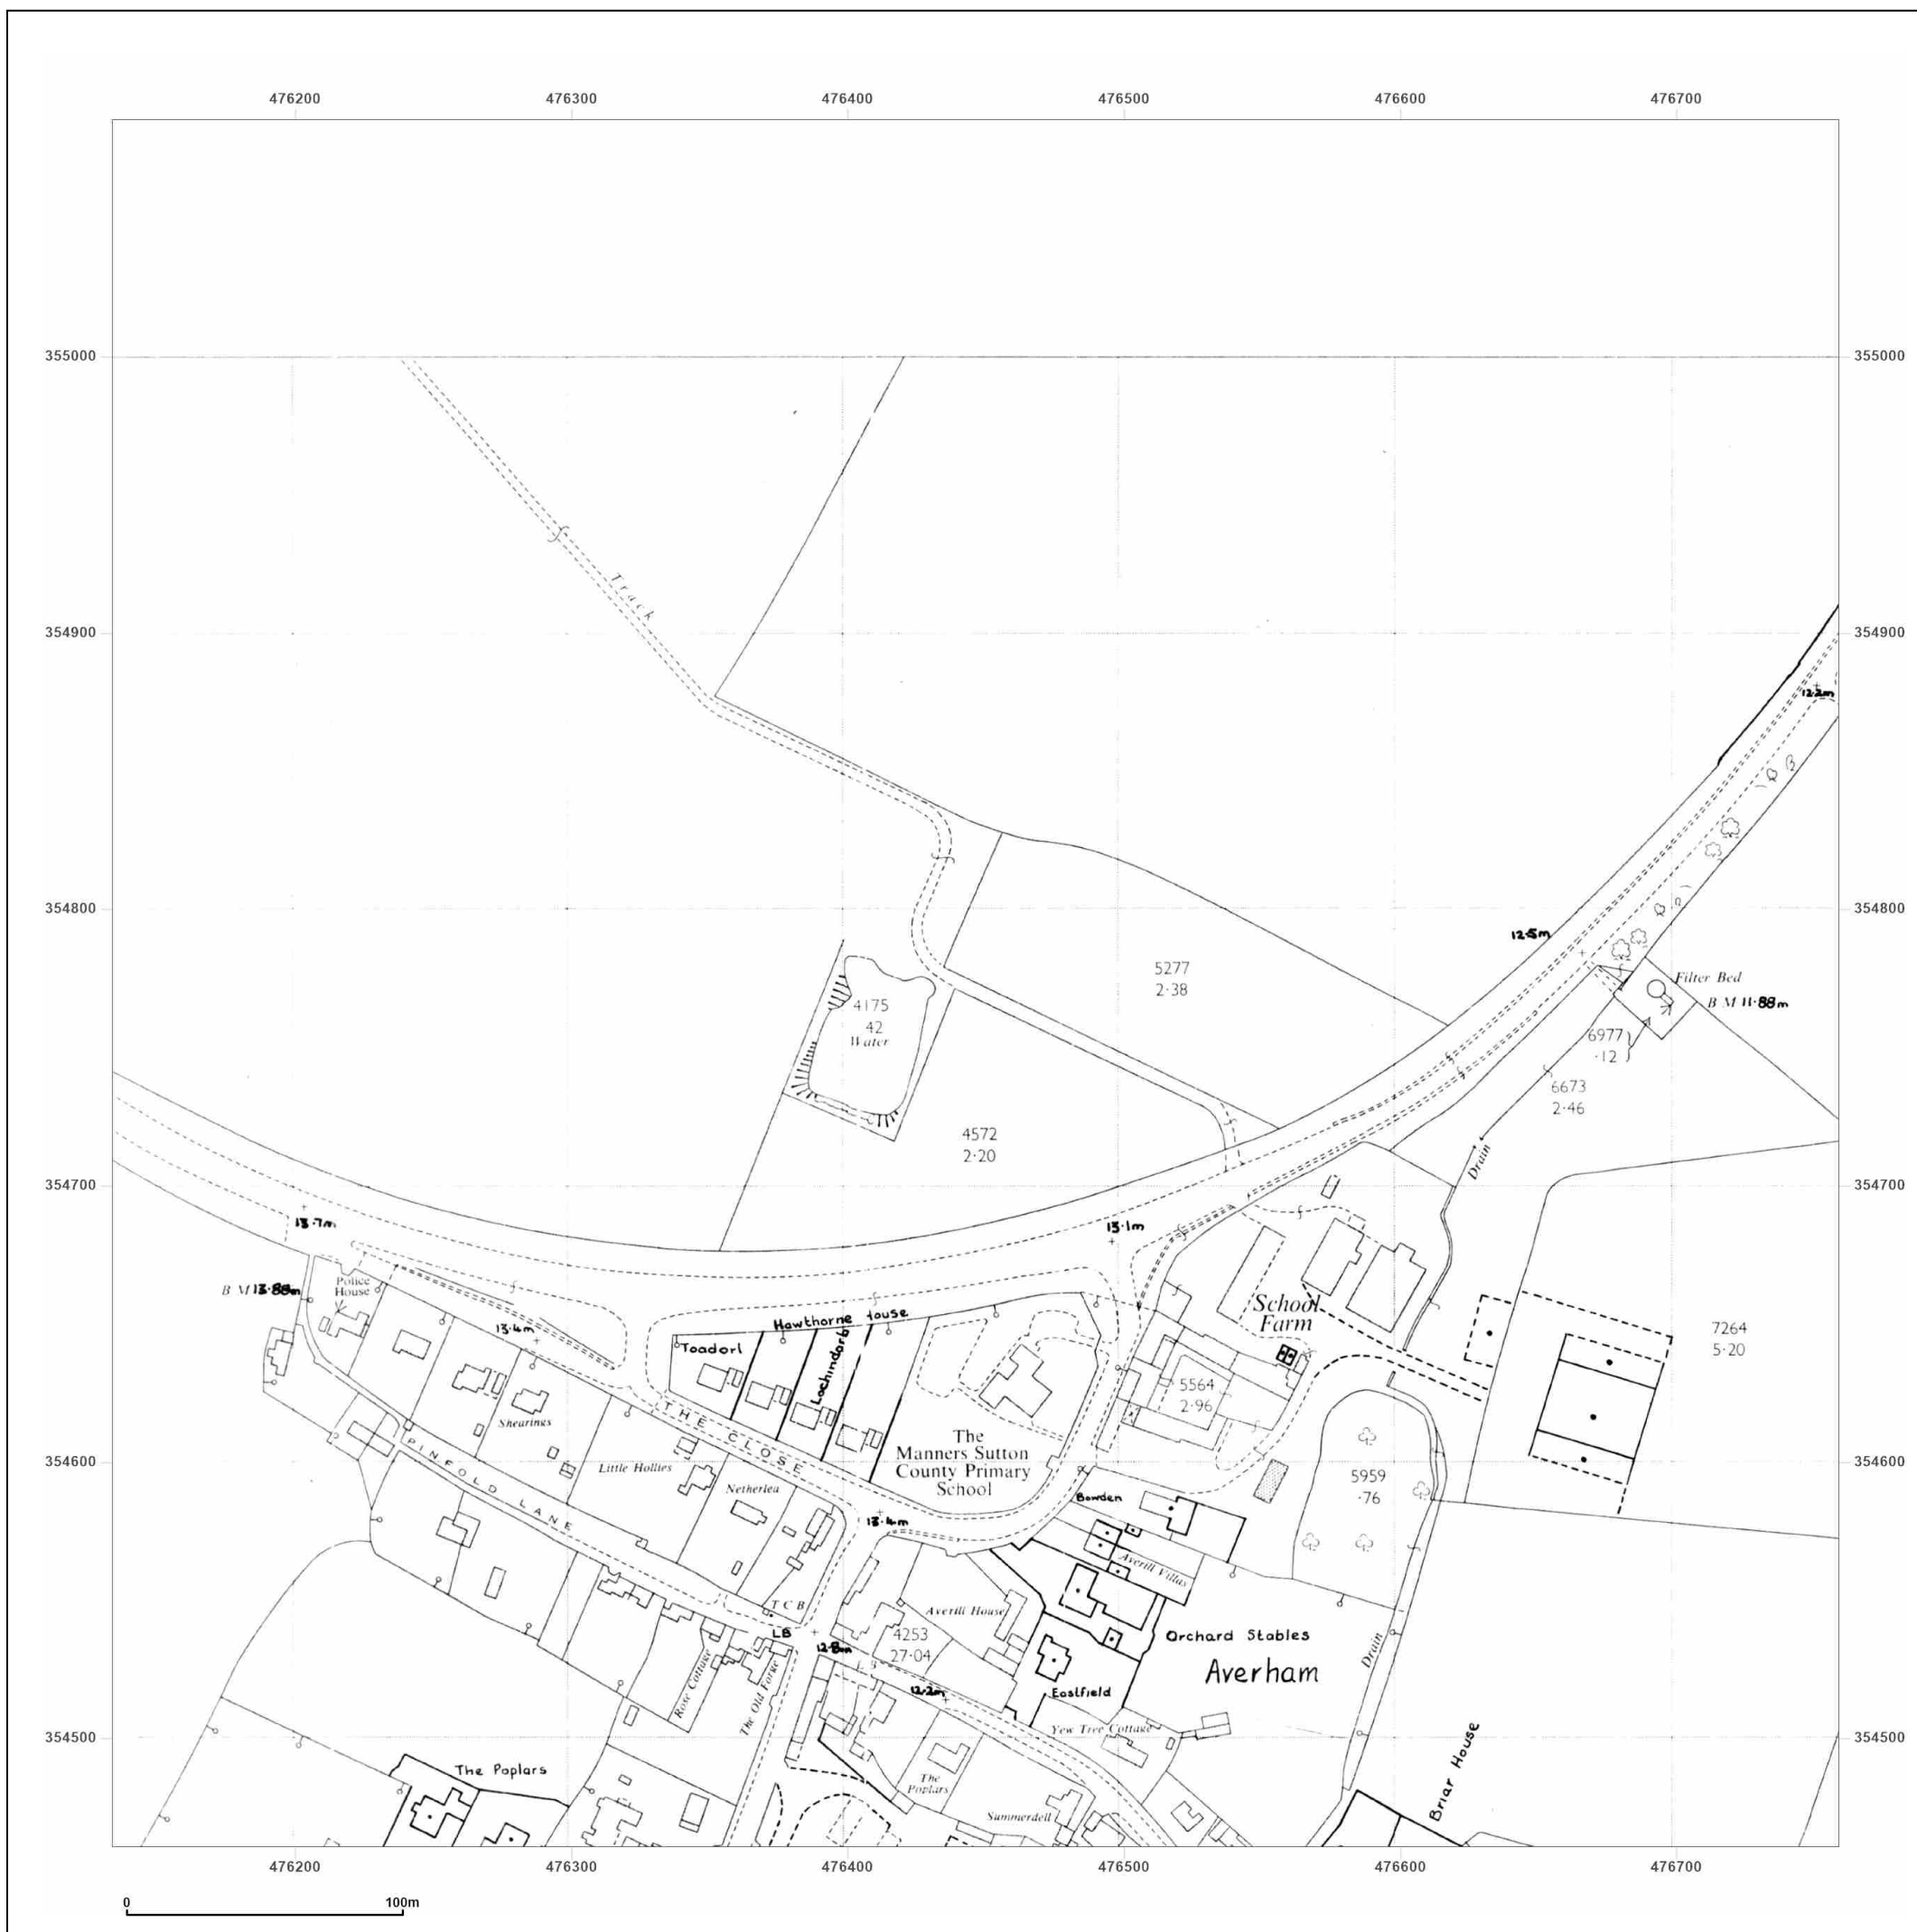 476200 476300 476400 476500 476600 476700
355000 355000
Track
354900 354900
12.2m
354800 354800
12.5m
5277
2·38
Filter Bed
B M 11.88m
4175
42
Water
6977
·12
6673
2·46
4572
2·20
Drain
354700 354700
13.7m
13.1m
Police
House
B M 13.88m
School
Farm
Hawthorne House
13.4m
7264
5·20
Toadorl
Lochindorb
5564
2·96
THE CLOSE
Shearings
The
Manners Sutton
County Primary
School
PINFOLD LANE
354600 354600
Little Hollies
Netherlea
5959
·76
Bowden
13.4m
Averill Villas
T C B
Averill House
LB
12.8m
4253
27·04
L B
Orchard Stables
Drain
Rose Cottage
The Old Forge
Averham
12.2m
Eastfield
Yew Tree Cottage
354500 354500
Briar House
The Poplars
The
Poplars
Summerdell
476200 476300 476400 476500 476600 476700
0 100m